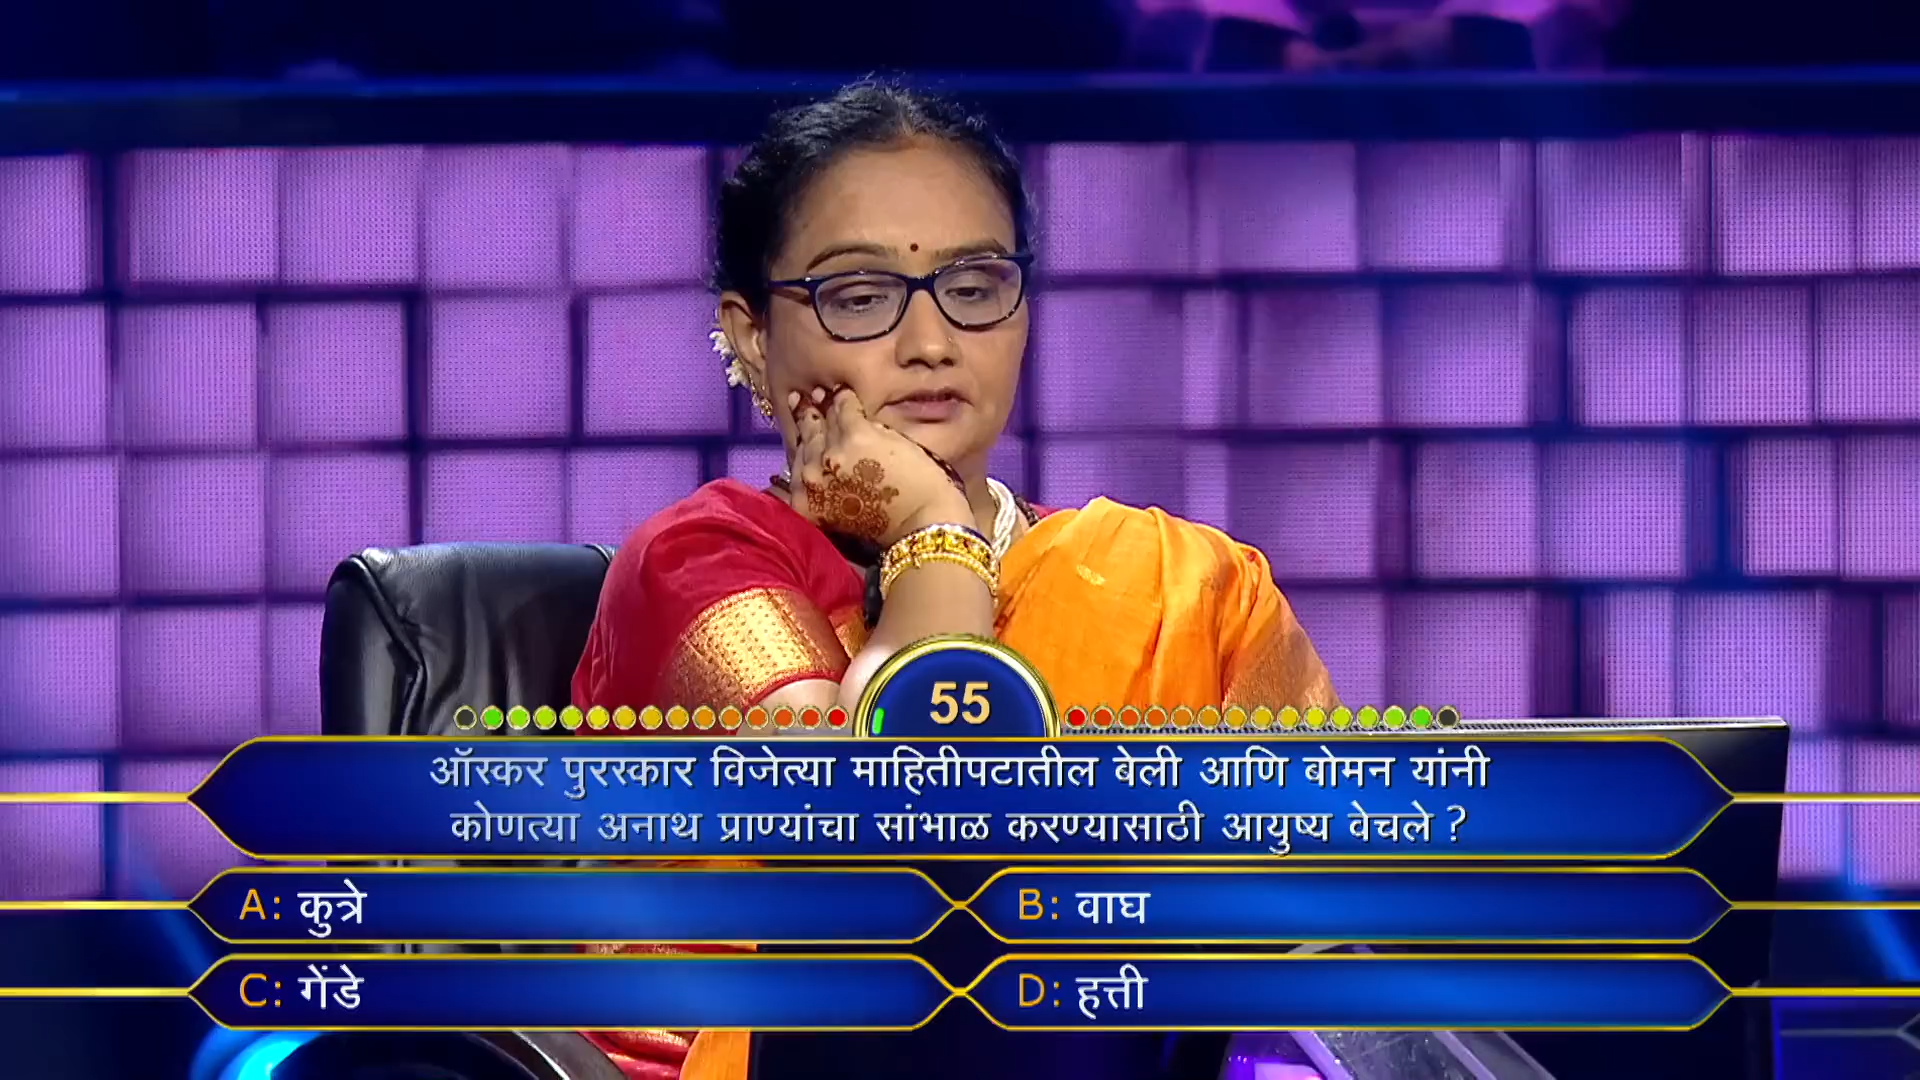 55
ऑस्कर पुरस्कार विजेत्या माहितीपटातील बेली आणि बोमन यांनी
कोणत्या अनाथ प्राण्यांचा सांभाळ करण्यासाठी आयुष्य वेचले ?
A: कुत्रे
B: वाघ
C: गेंडे
D: हत्ती